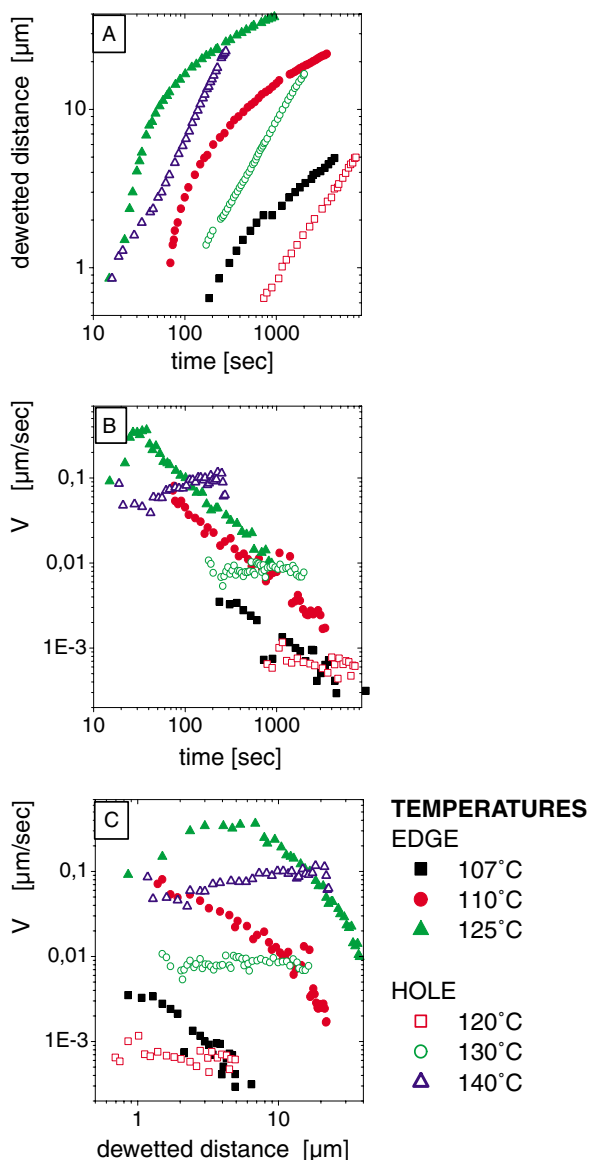 A
dewetted distance [µm]
10
1
10
100
1000
time [sec]
B
V [µm/sec]
0,1
0,01
1E-3
10
100
1000
time [sec]
C
V [µm/sec]
0,1
0,01
1E-3
1
10
dewetted distance [µm]
TEMPERATURES
EDGE
107˚C
110˚C
125˚C
HOLE
120˚C
130˚C
140˚C